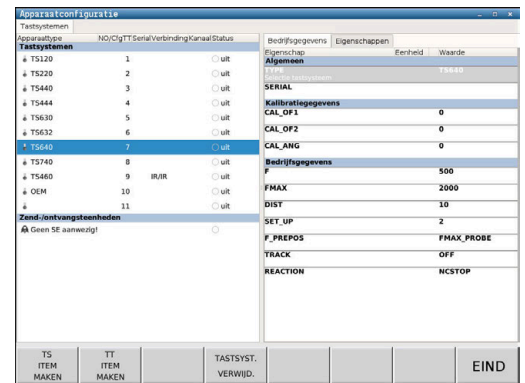 Apparaatconfiguratie
Tastsystemen
Apparaattype NO/CfgTT Serial Verbinding Kanaal Status
Tastsystemen
TS120 1 uit
TS220 2 uit
TS440 3 uit
TS444 4 uit
TS630 5 uit
TS632 6 uit
TS640 7 uit
TS740 8 uit
TS460 9 IR/IR uit
OEM 10 uit
11 uit
Zend-/ontvangsteenheden
Geen SE aanwezig!
Bedrijfsgegevens Eigenschappen
Eigenschap Eenheid Waarde
Algemeen
TYPE TS640
Selectie tastsysteem
SERIAL
Kalibratiegegevens
CAL_OF1 0
CAL_OF2 0
CAL_ANG 0
Bedrijfsgegevens
F 500
FMAX 2000
DIST 10
SET_UP 2
F_PREPOS FMAX_PROBE
TRACK OFF
REACTION NCSTOP
TS ITEM MAKEN
TT ITEM MAKEN
TASTSYST. VERWIJD.
EIND